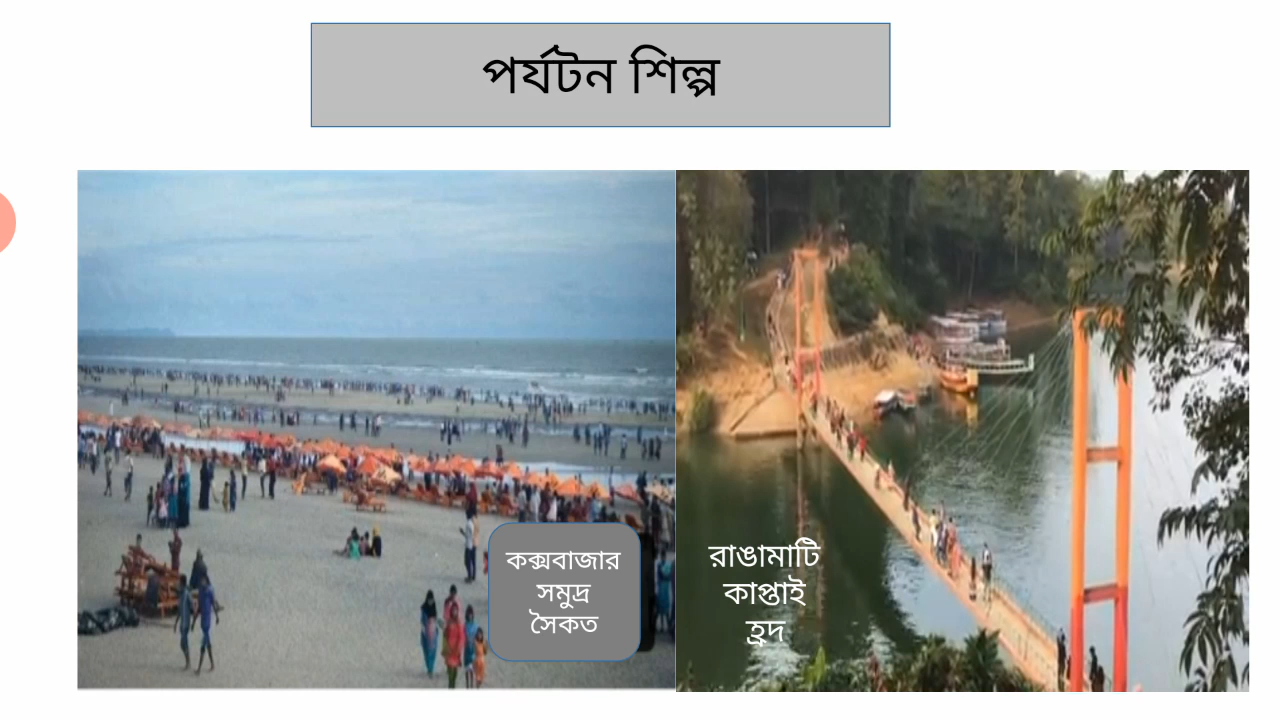 পর্যটন শিল্প
কক্সবাজার
সমুদ্র
সৈকত
রাঙামাটি
কাপ্তাই
হ্রদ